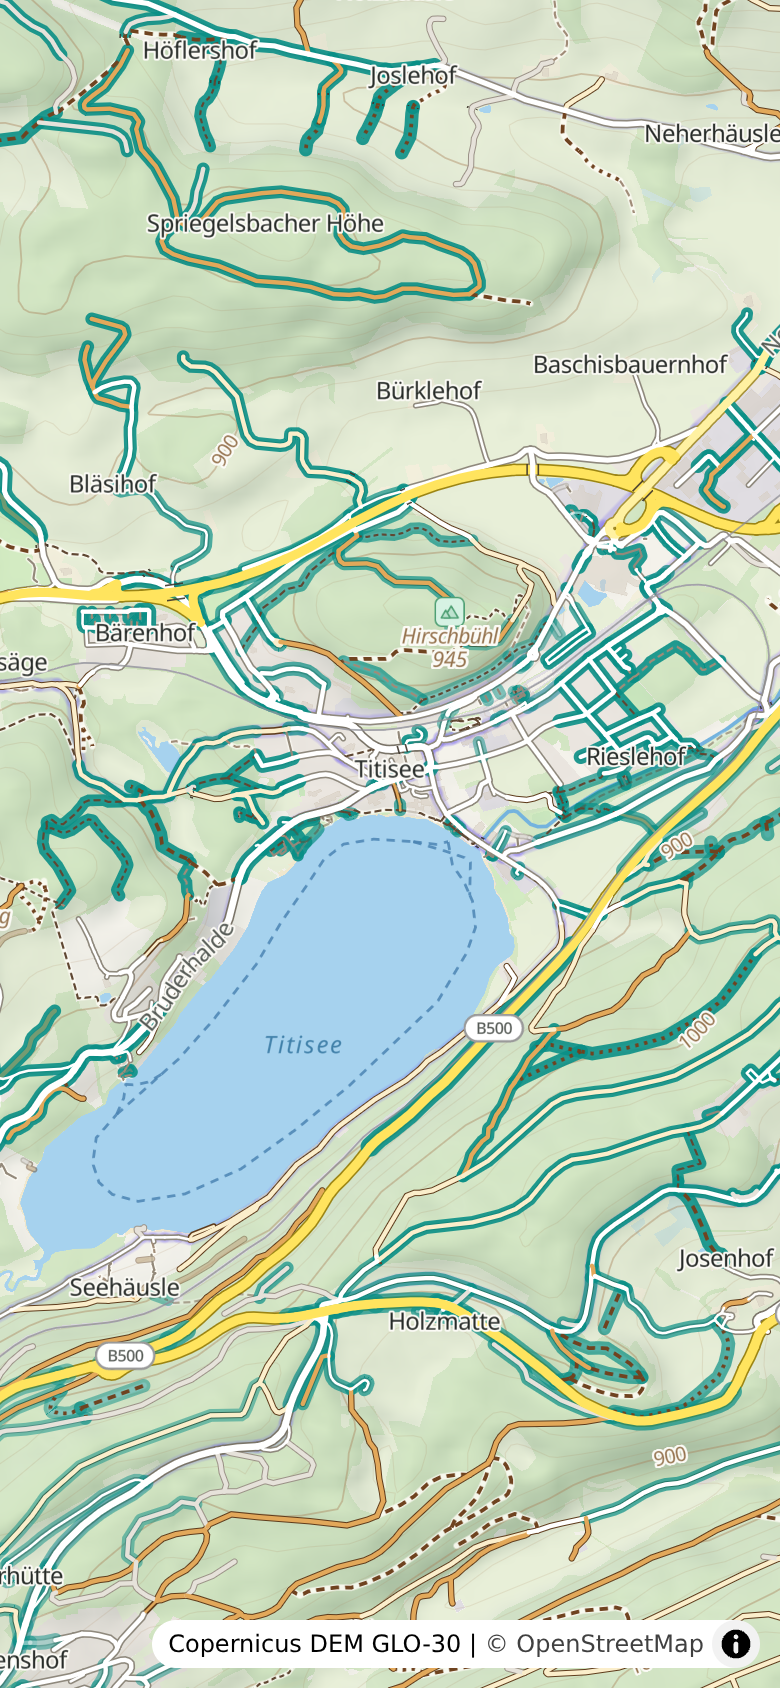 Höflershof
Joslehof
Neherhäusle
Spriegelsbacher Höhe
Baschisbauernhof
Bürklehof
900
Bläsihof
Hirschbühl
945
Bärenhof
säge
Rieslehof
Titisee
900
g
Bruderhalde
B500
1000
Titisee
Josenhof
Seehäusle
Holzmatte
B500
900
rhütte
enshof
Copernicus DEM GLO-30 | © OpenStreetMap